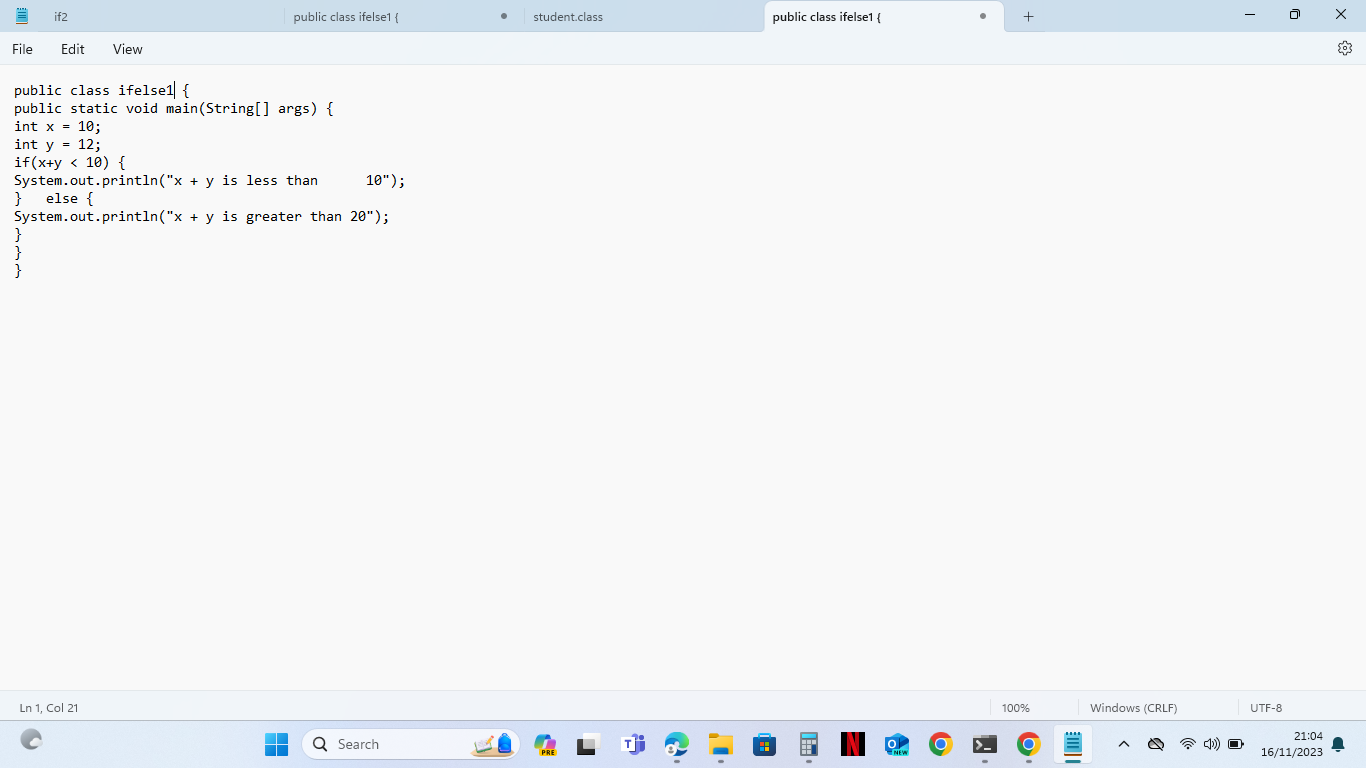 if2
public class ifelse1 {
student.class
public class ifelse1 {
File Edit View
public class ifelse1 {
public static void main(String[] args) {
int x = 10;
int y = 12;
if(x+y < 10) {
System.out.println("x + y is less than      10");
}   else {
System.out.println("x + y is greater than 20");
}
}
}
Ln 1, Col 21
100%
Windows (CRLF)
UTF-8
Search
PRE
NEW
21:04
16/11/2023